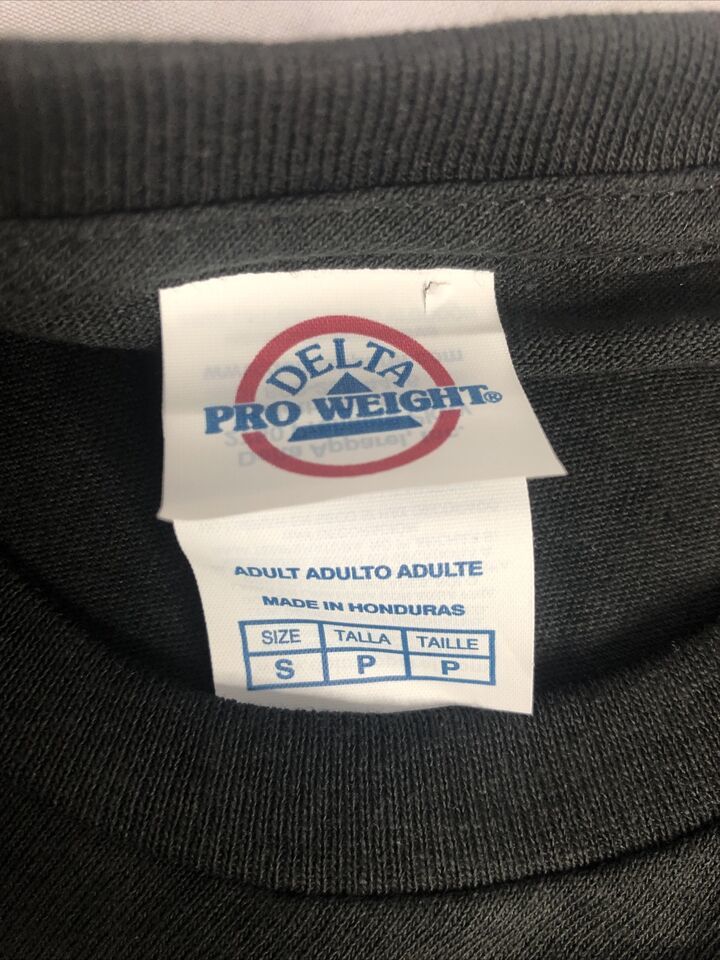 DELTA
PRO WEIGHT®
ADULT ADULTO ADULTE
MADE IN HONDURAS
SIZE TALLA TAILLE
S P P